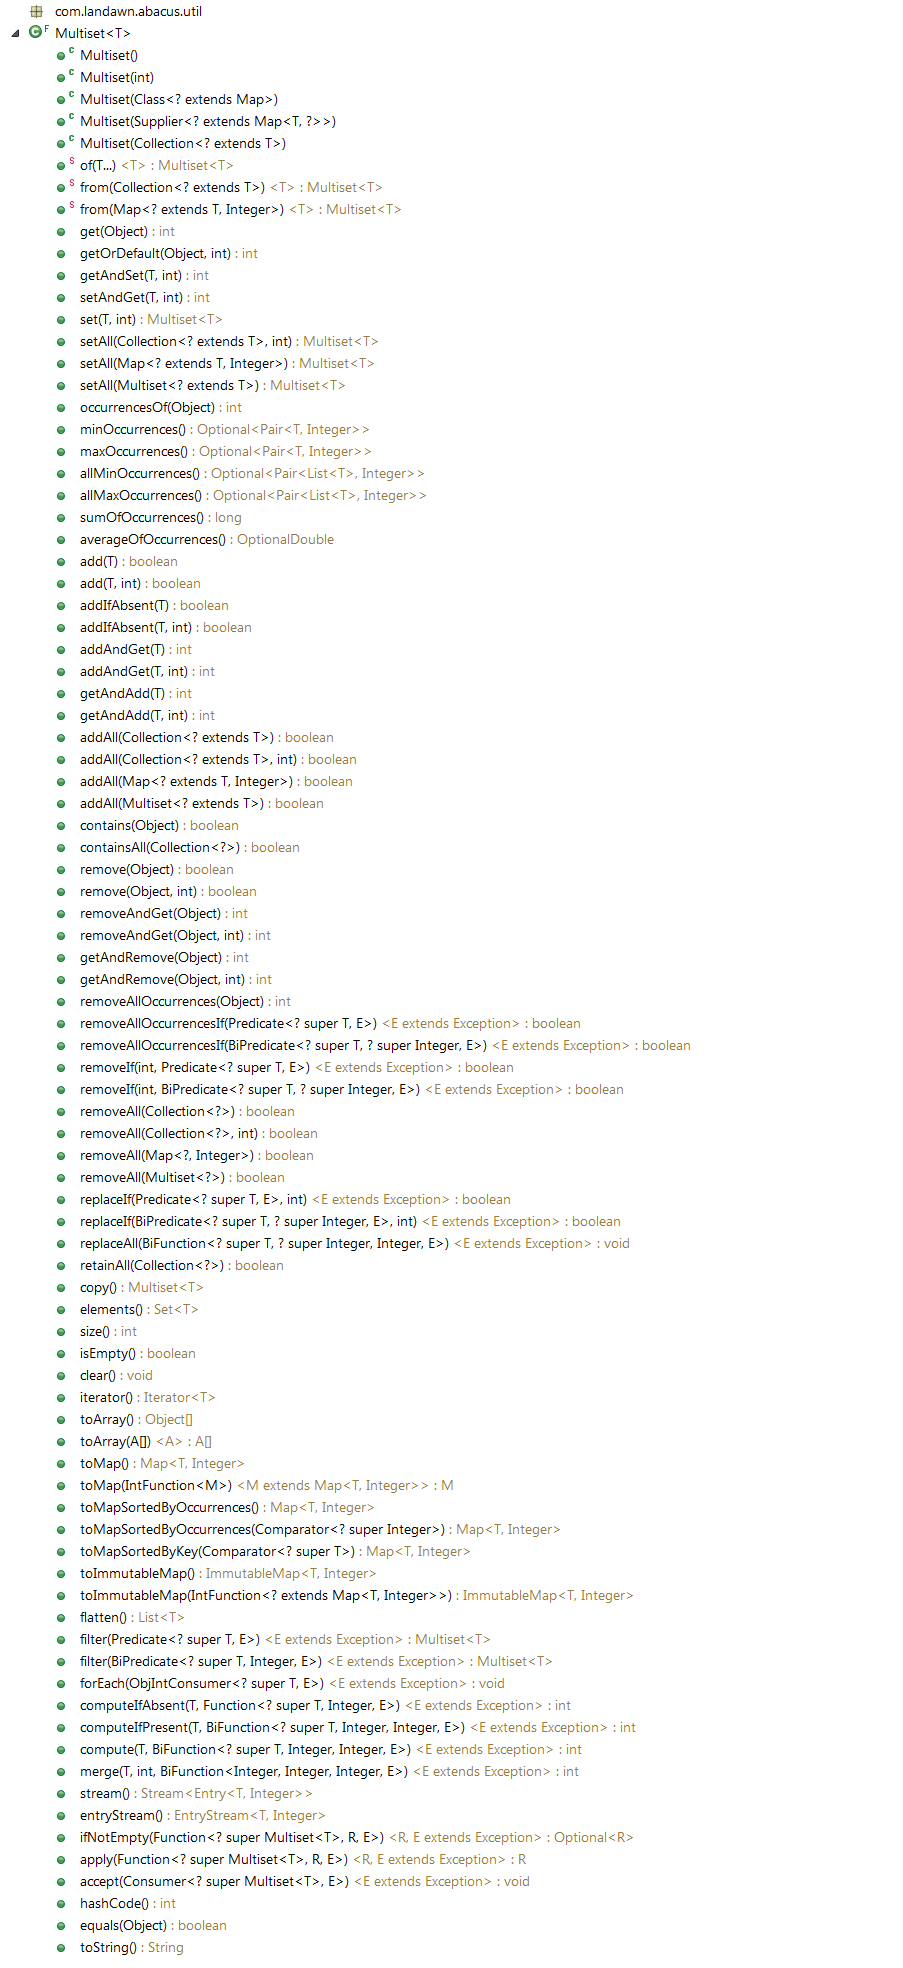 com.landawn.abacus.util
F Multiset<T>
C Multiset()
C Multiset(int)
C Multiset(Class<? extends Map>)
C Multiset(Supplier<? extends Map<T, ?>>)
C Multiset(Collection<? extends T>)
S of(T...) <T> : Multiset<T>
S from(Collection<? extends T>) <T> : Multiset<T>
S from(Map<? extends T, Integer>) <T> : Multiset<T>
get(Object) : int
getOrDefault(Object, int) : int
getAndSet(T, int) : int
setAndGet(T, int) : int
set(T, int) : Multiset<T>
setAll(Collection<? extends T>, int) : Multiset<T>
setAll(Map<? extends T, Integer>) : Multiset<T>
setAll(Multiset<? extends T>) : Multiset<T>
occurrencesOf(Object) : int
minOccurrences() : Optional<Pair<T, Integer>>
maxOccurrences() : Optional<Pair<T, Integer>>
allMinOccurrences() : Optional<Pair<List<T>, Integer>>
allMaxOccurrences() : Optional<Pair<List<T>, Integer>>
sumOfOccurrences() : long
averageOfOccurrences() : OptionalDouble
add(T) : boolean
add(T, int) : boolean
addIfAbsent(T) : boolean
addIfAbsent(T, int) : boolean
addAndGet(T) : int
addAndGet(T, int) : int
getAndAdd(T) : int
getAndAdd(T, int) : int
addAll(Collection<? extends T>) : boolean
addAll(Collection<? extends T>, int) : boolean
addAll(Map<? extends T, Integer>) : boolean
addAll(Multiset<? extends T>) : boolean
contains(Object) : boolean
containsAll(Collection<?>) : boolean
remove(Object) : boolean
remove(Object, int) : boolean
removeAndGet(Object) : int
removeAndGet(Object, int) : int
getAndRemove(Object) : int
getAndRemove(Object, int) : int
removeAllOccurrences(Object) : int
removeAllOccurrencesIf(Predicate<? super T, E>) <E extends Exception> : boolean
removeAllOccurrencesIf(BiPredicate<? super T, ? super Integer, E>) <E extends Exception> : boolean
removeIf(int, Predicate<? super T, E>) <E extends Exception> : boolean
removeIf(int, BiPredicate<? super T, ? super Integer, E>) <E extends Exception> : boolean
removeAll(Collection<?>) : boolean
removeAll(Collection<?>, int) : boolean
removeAll(Map<?, Integer>) : boolean
removeAll(Multiset<?>) : boolean
replaceIf(Predicate<? super T, E>, int) <E extends Exception> : boolean
replaceIf(BiPredicate<? super T, ? super Integer, E>, int) <E extends Exception> : boolean
replaceAll(BiFunction<? super T, ? super Integer, Integer, E>) <E extends Exception> : void
retainAll(Collection<?>) : boolean
copy() : Multiset<T>
elements() : Set<T>
size() : int
isEmpty() : boolean
clear() : void
iterator() : Iterator<T>
toArray() : Object[]
toArray(A[]) <A> : A[]
toMap() : Map<T, Integer>
toMap(IntFunction<M>) <M extends Map<T, Integer>> : M
toMapSortedByOccurrences() : Map<T, Integer>
toMapSortedByOccurrences(Comparator<? super Integer>) : Map<T, Integer>
toMapSortedByKey(Comparator<? super T>) : Map<T, Integer>
toImmutableMap() : ImmutableMap<T, Integer>
toImmutableMap(IntFunction<? extends Map<T, Integer>>) : ImmutableMap<T, Integer>
flatten() : List<T>
filter(Predicate<? super T, E>) <E extends Exception> : Multiset<T>
filter(BiPredicate<? super T, Integer, E>) <E extends Exception> : Multiset<T>
forEach(ObjIntConsumer<? super T, E>) <E extends Exception> : void
computeIfAbsent(T, Function<? super T, Integer, E>) <E extends Exception> : int
computeIfPresent(T, BiFunction<? super T, Integer, Integer, E>) <E extends Exception> : int
compute(T, BiFunction<? super T, Integer, Integer, E>) <E extends Exception> : int
merge(T, int, BiFunction<Integer, Integer, Integer, E>) <E extends Exception> : int
stream() : Stream<Entry<T, Integer>>
entryStream() : EntryStream<T, Integer>
ifNotEmpty(Function<? super Multiset<T>, R, E>) <R, E extends Exception> : Optional<R>
apply(Function<? super Multiset<T>, R, E>) <R, E extends Exception> : R
accept(Consumer<? super Multiset<T>, E>) <E extends Exception> : void
hashCode() : int
equals(Object) : boolean
toString() : String